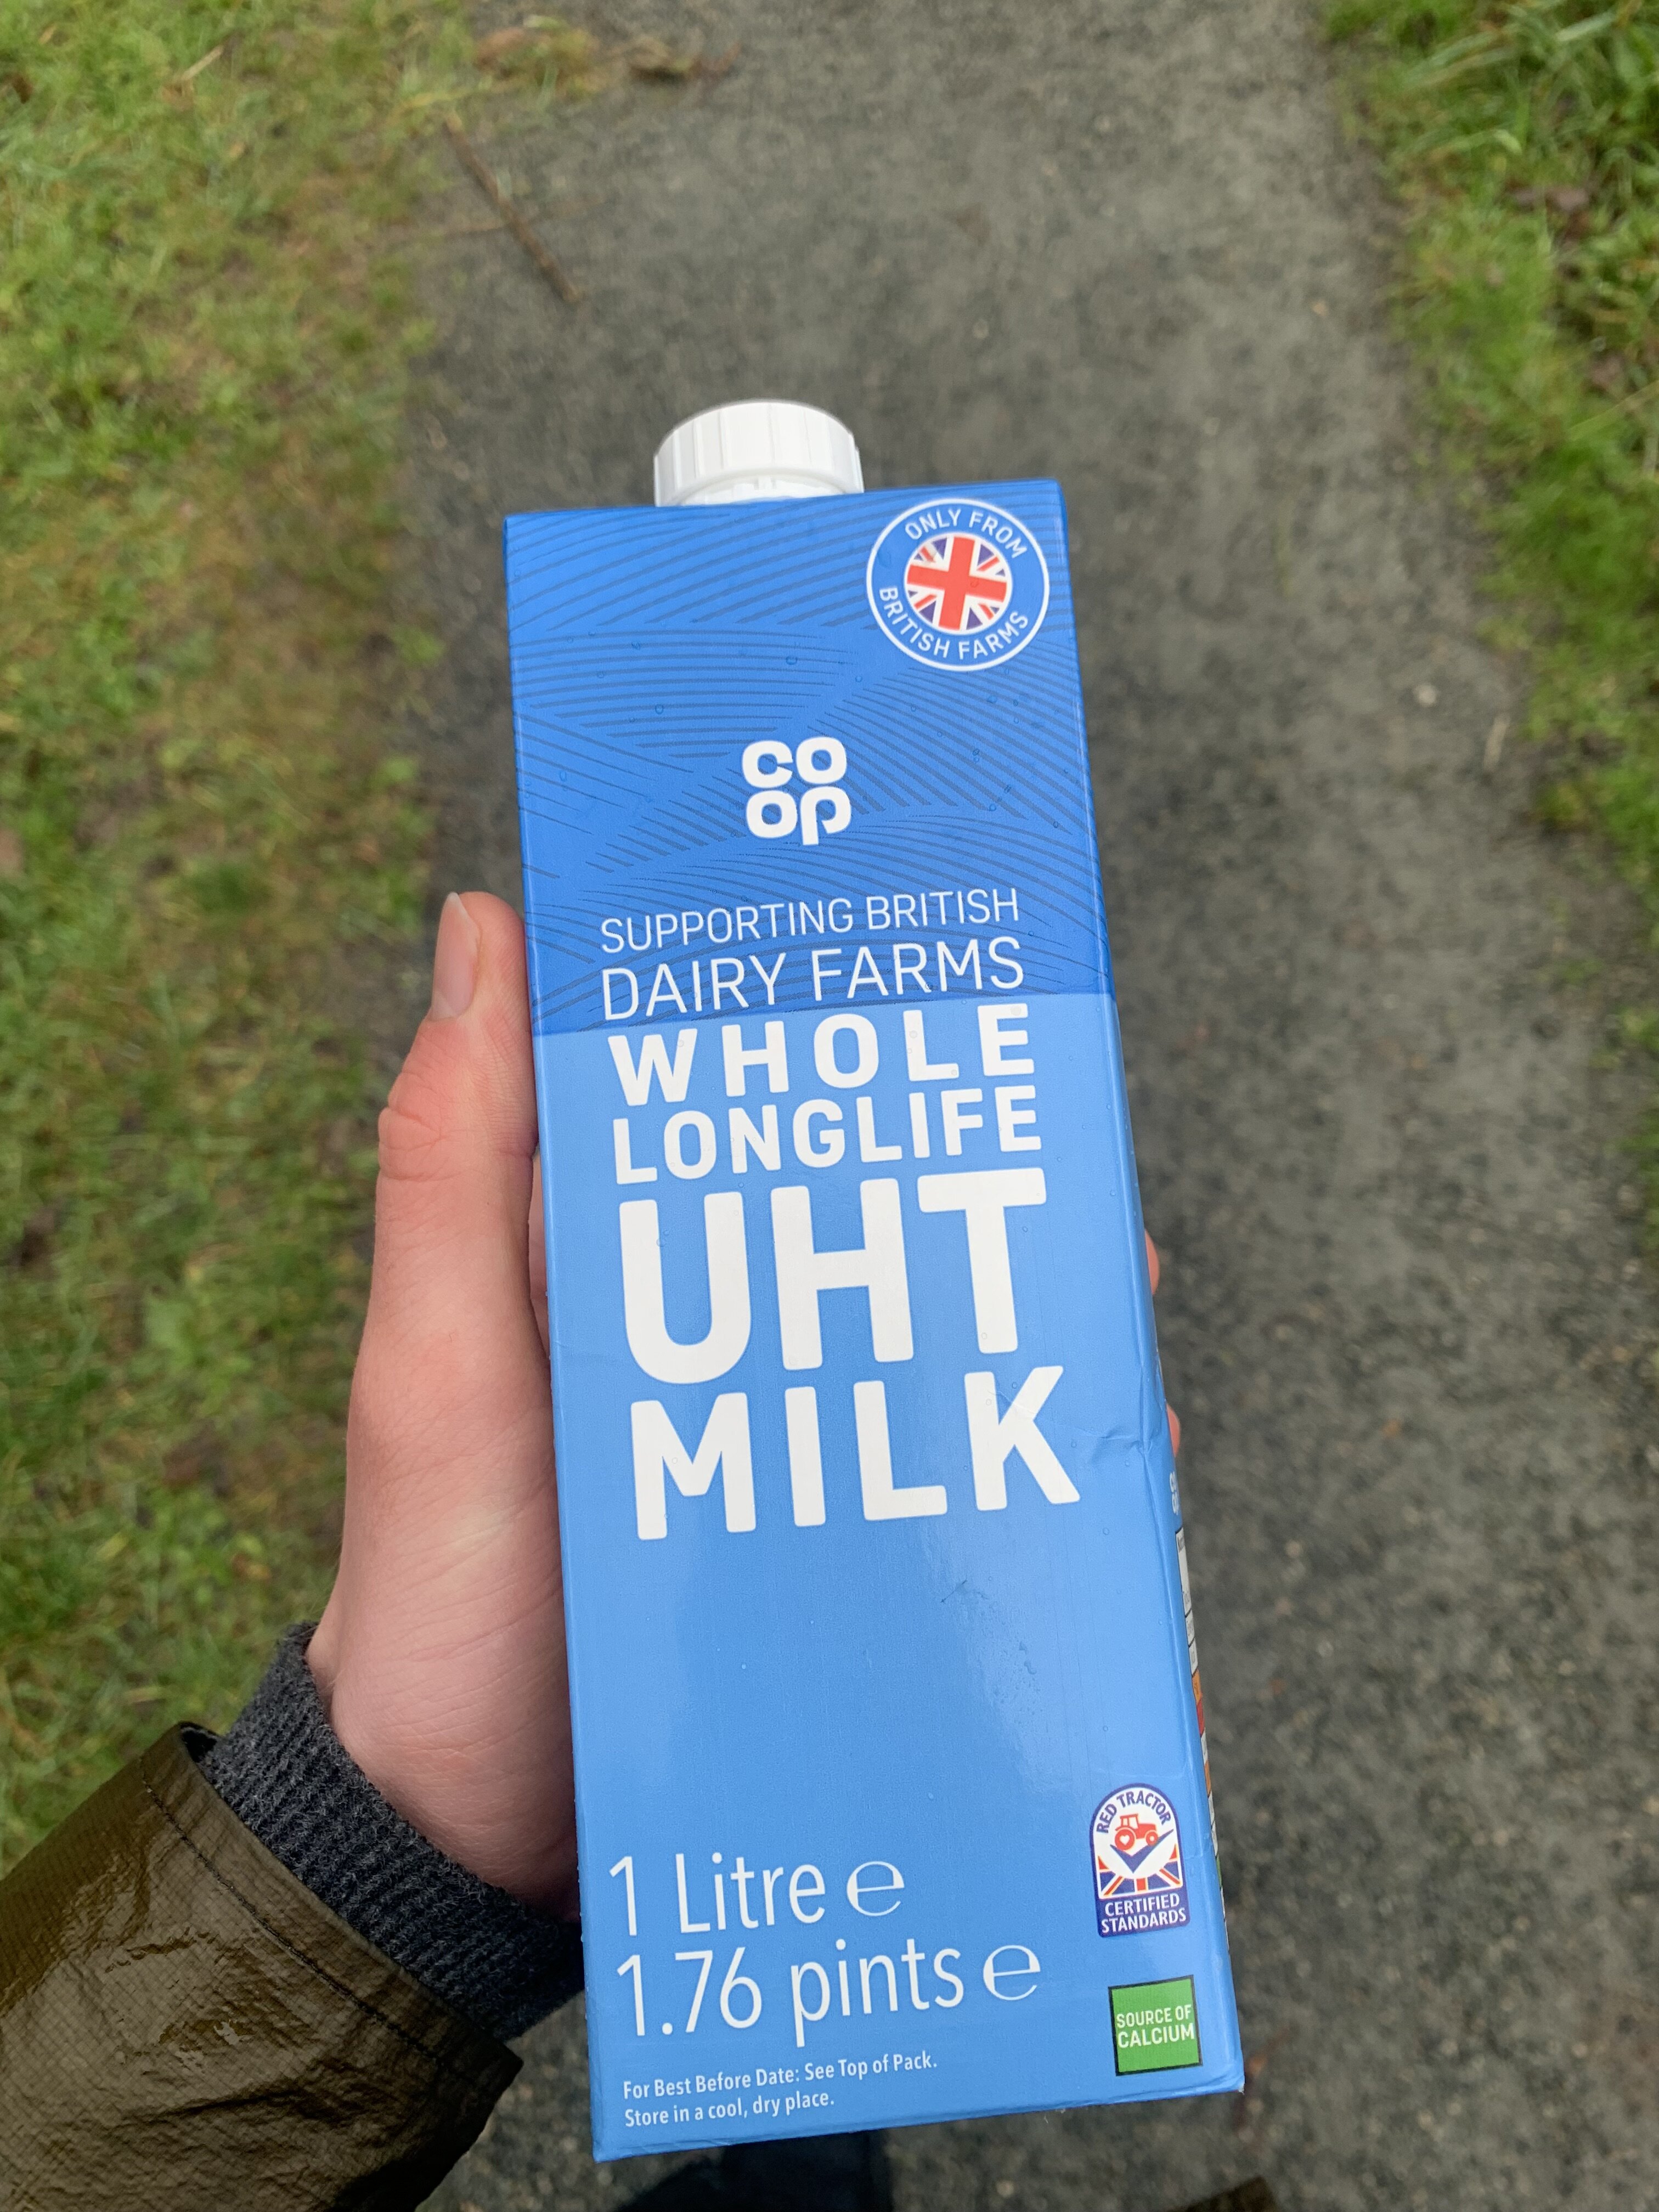 ONLY FROM
BRITISH FARMS
CO
OP
SUPPORTING BRITISH
DAIRY FARMS
WHOLE
LONGLIFE
UHT
MILK
1 Litre ℮
1.76 pints ℮
RED TRACTOR
CERTIFIED
STANDARDS
SOURCE OF
CALCIUM
For Best Before Date: See Top of Pack.
Store in a cool, dry place.